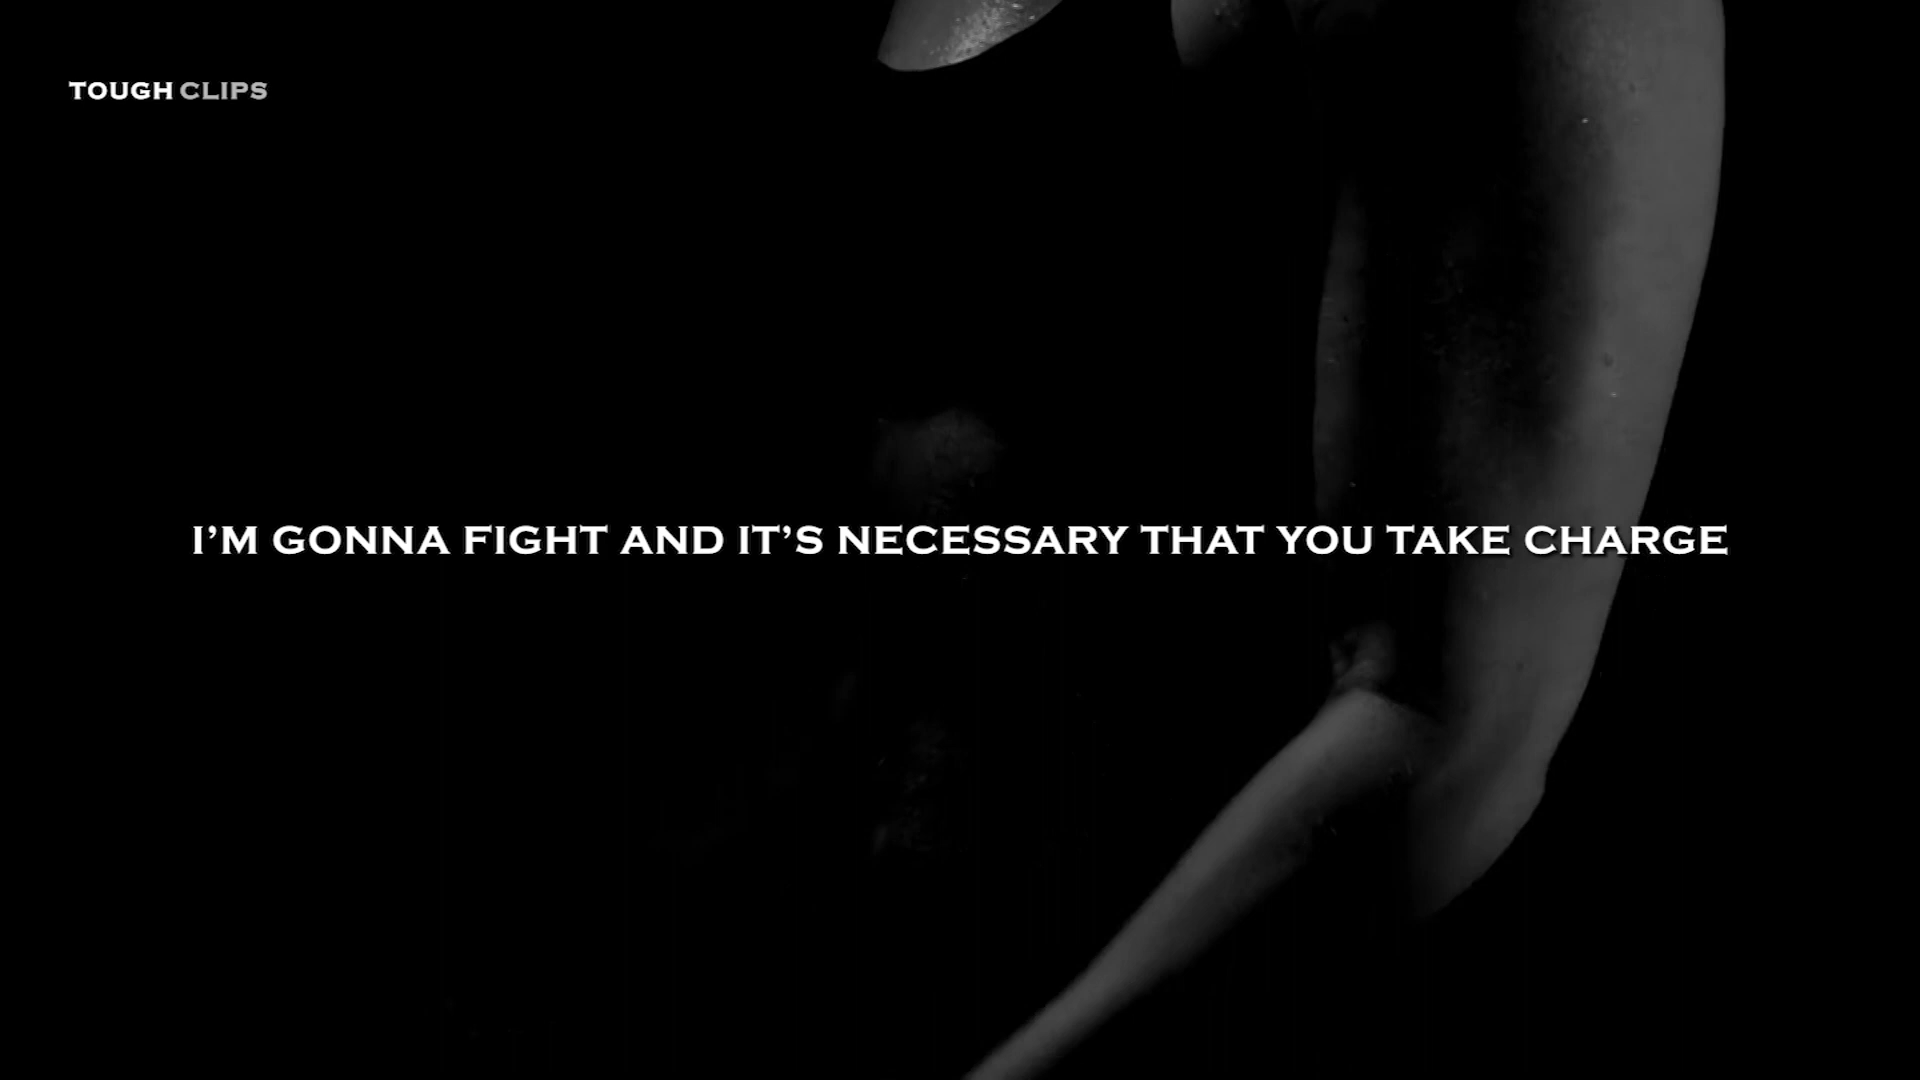 TOUGH CLIPS
I’M GONNA FIGHT AND IT’S NECESSARY THAT YOU TAKE CHARGE